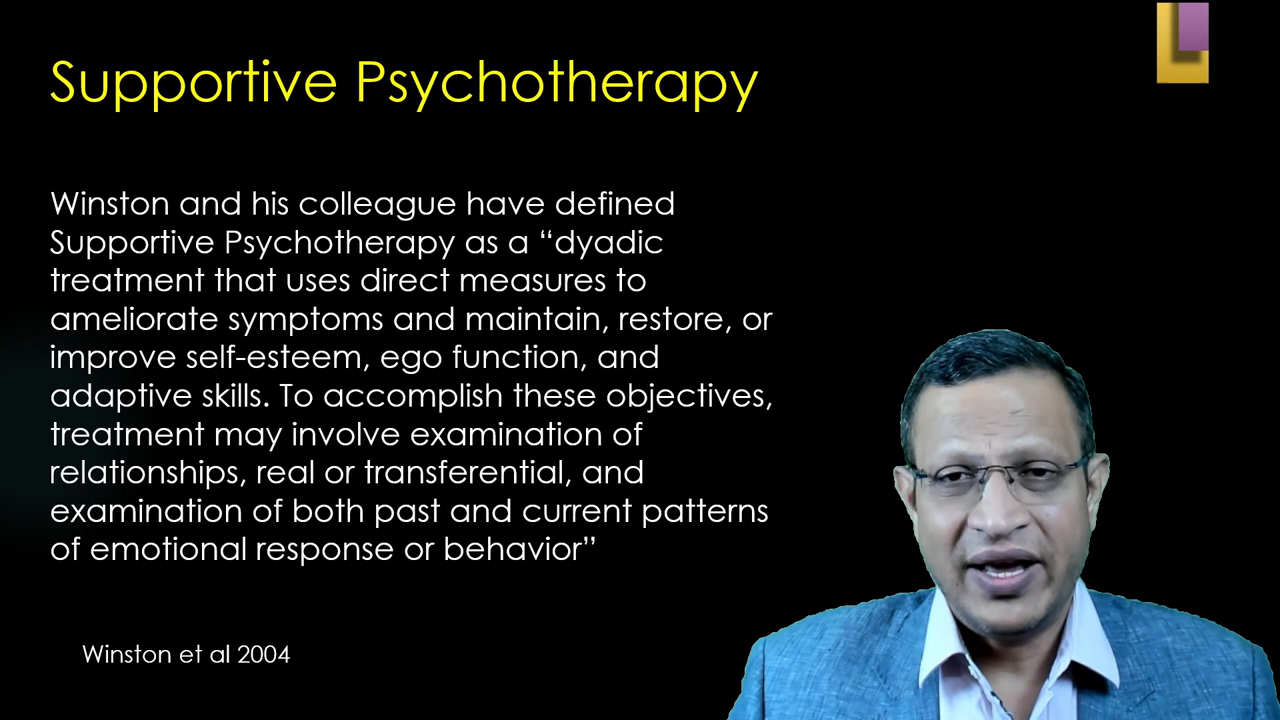 Supportive Psychotherapy
Winston and his colleague have defined
Supportive Psychotherapy as a “dyadic
treatment that uses direct measures to
ameliorate symptoms and maintain, restore, or
improve self-esteem, ego function, and
adaptive skills. To accomplish these objectives,
treatment may involve examination of
relationships, real or transferential, and
examination of both past and current patterns
of emotional response or behavior”
Winston et al 2004